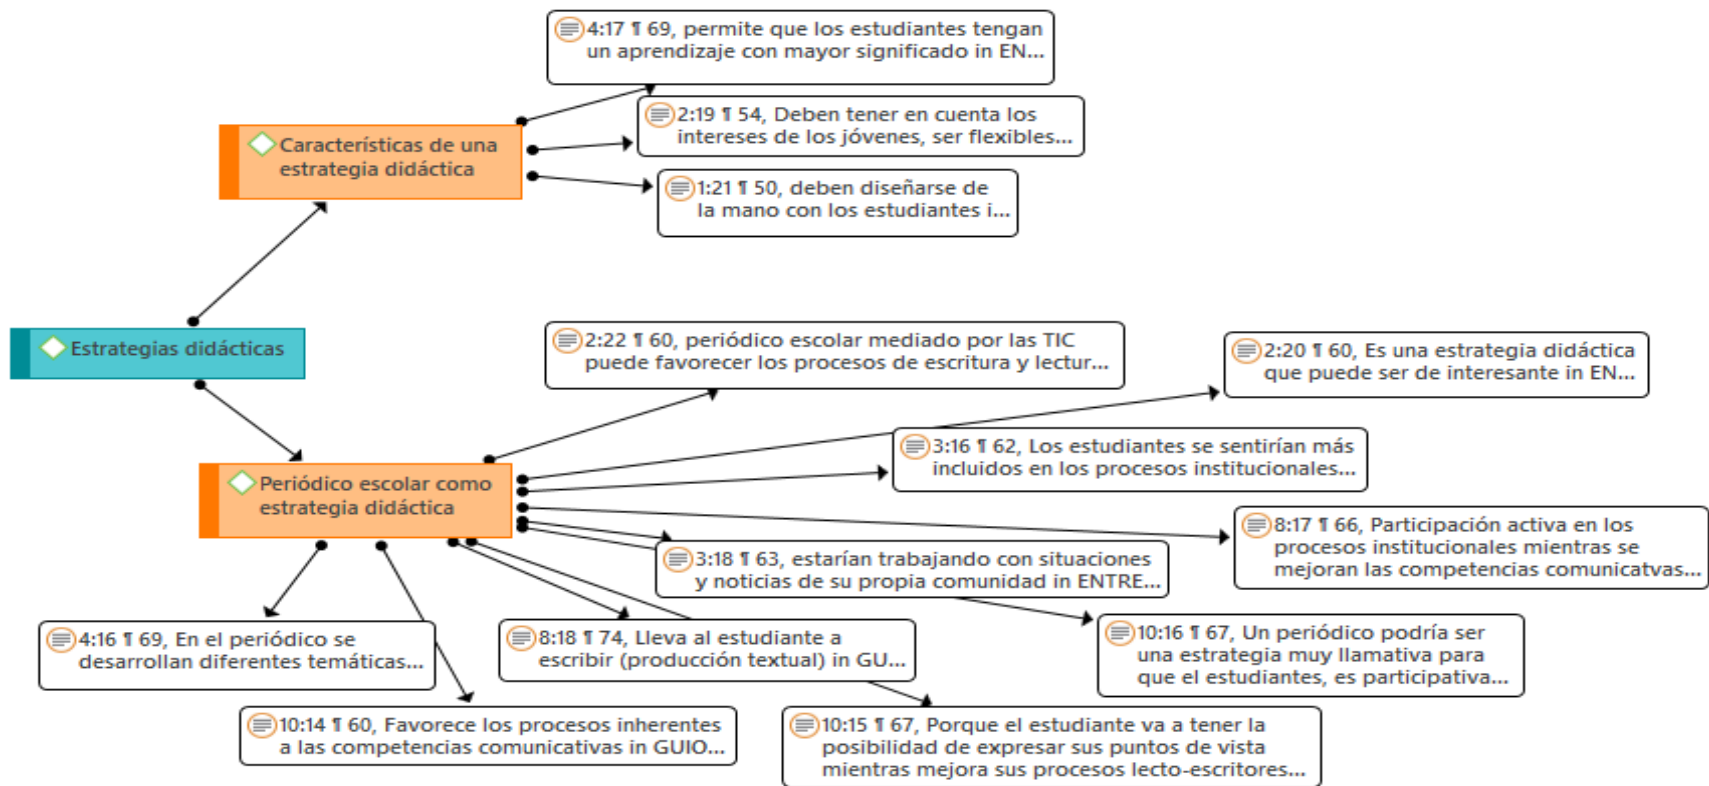 4:17 ¶ 69, permite que los estudiantes tengan
un aprendizaje con mayor significado in EN...
2:19 ¶ 54, Deben tener en cuenta los
intereses de los jóvenes, ser flexibles...
Características de una
estrategia didáctica
1:21 ¶ 50, deben diseñarse de
la mano con los estudiantes i...
Estrategias didácticas
2:22 ¶ 60, periódico escolar mediado por las TIC
puede favorecer los procesos de escritura y lectur...
2:20 ¶ 60, Es una estrategia didáctica
que puede ser de interesante in EN...
3:16 ¶ 62, Los estudiantes se sentirían más
incluidos en los procesos institucionales...
Periódico escolar como
estrategia didáctica
8:17 ¶ 66, Participación activa en los
procesos institucionales mientras se
mejoran las competencias comunicatvas...
3:18 ¶ 63, estarían trabajando con situaciones
y noticias de su propia comunidad in ENTRE...
4:16 ¶ 69, En el periódico se
desarrollan diferentes temáticas...
8:18 ¶ 74, Lleva al estudiante a
escribir (producción textual) in GU...
10:16 ¶ 67, Un periódico podría ser
una estrategia muy llamativa para
que el estudiantes, es participativa...
10:14 ¶ 60, Favorece los procesos inherentes
a las competencias comunicativas in GUIO...
10:15 ¶ 67, Porque el estudiante va a tener la
posibilidad de expresar sus puntos de vista
mientras mejora sus procesos lecto-escritores...